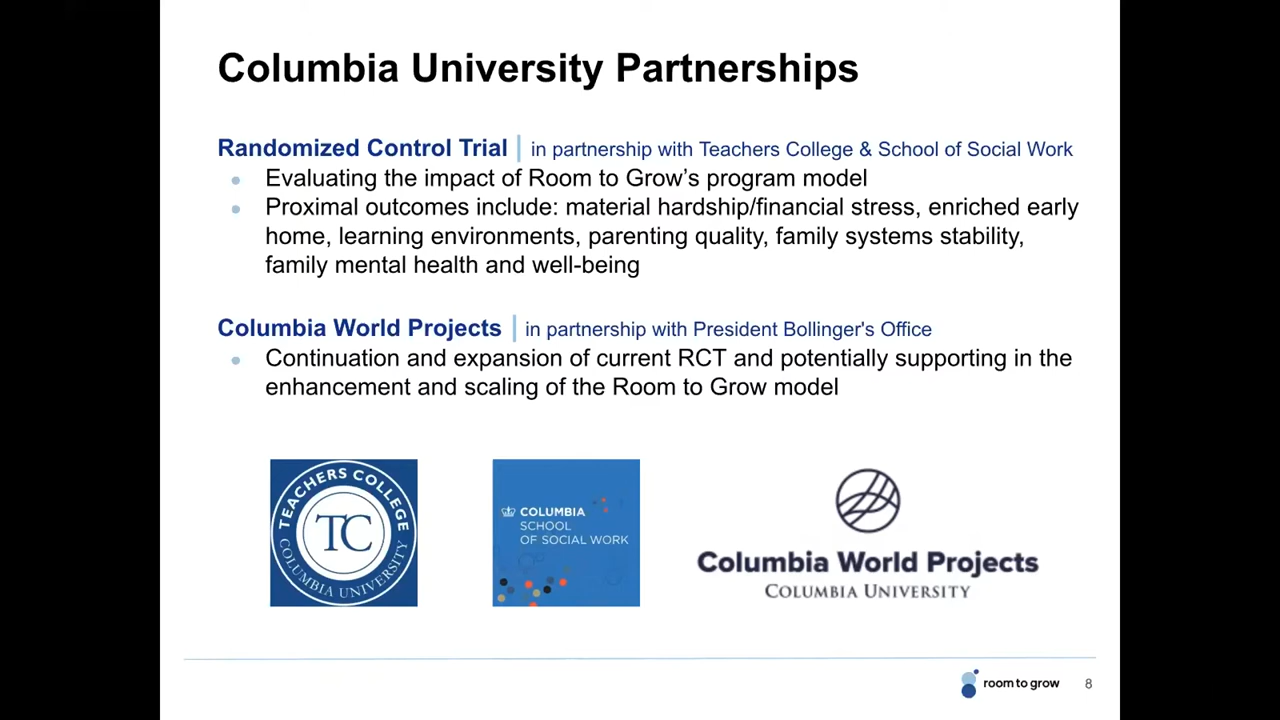 Columbia University Partnerships
Randomized Control Trial | in partnership with Teachers College & School of Social Work
● Evaluating the impact of Room to Grow’s program model
● Proximal outcomes include: material hardship/financial stress, enriched early
home, learning environments, parenting quality, family systems stability,
family mental health and well-being
Columbia World Projects | in partnership with President Bollinger's Office
● Continuation and expansion of current RCT and potentially supporting in the
enhancement and scaling of the Room to Grow model
TEACHERS COLLEGE
TC
COLUMBIA UNIVERSITY
COLUMBIA
SCHOOL
OF SOCIAL WORK
Columbia World Projects
COLUMBIA UNIVERSITY
room to grow
8